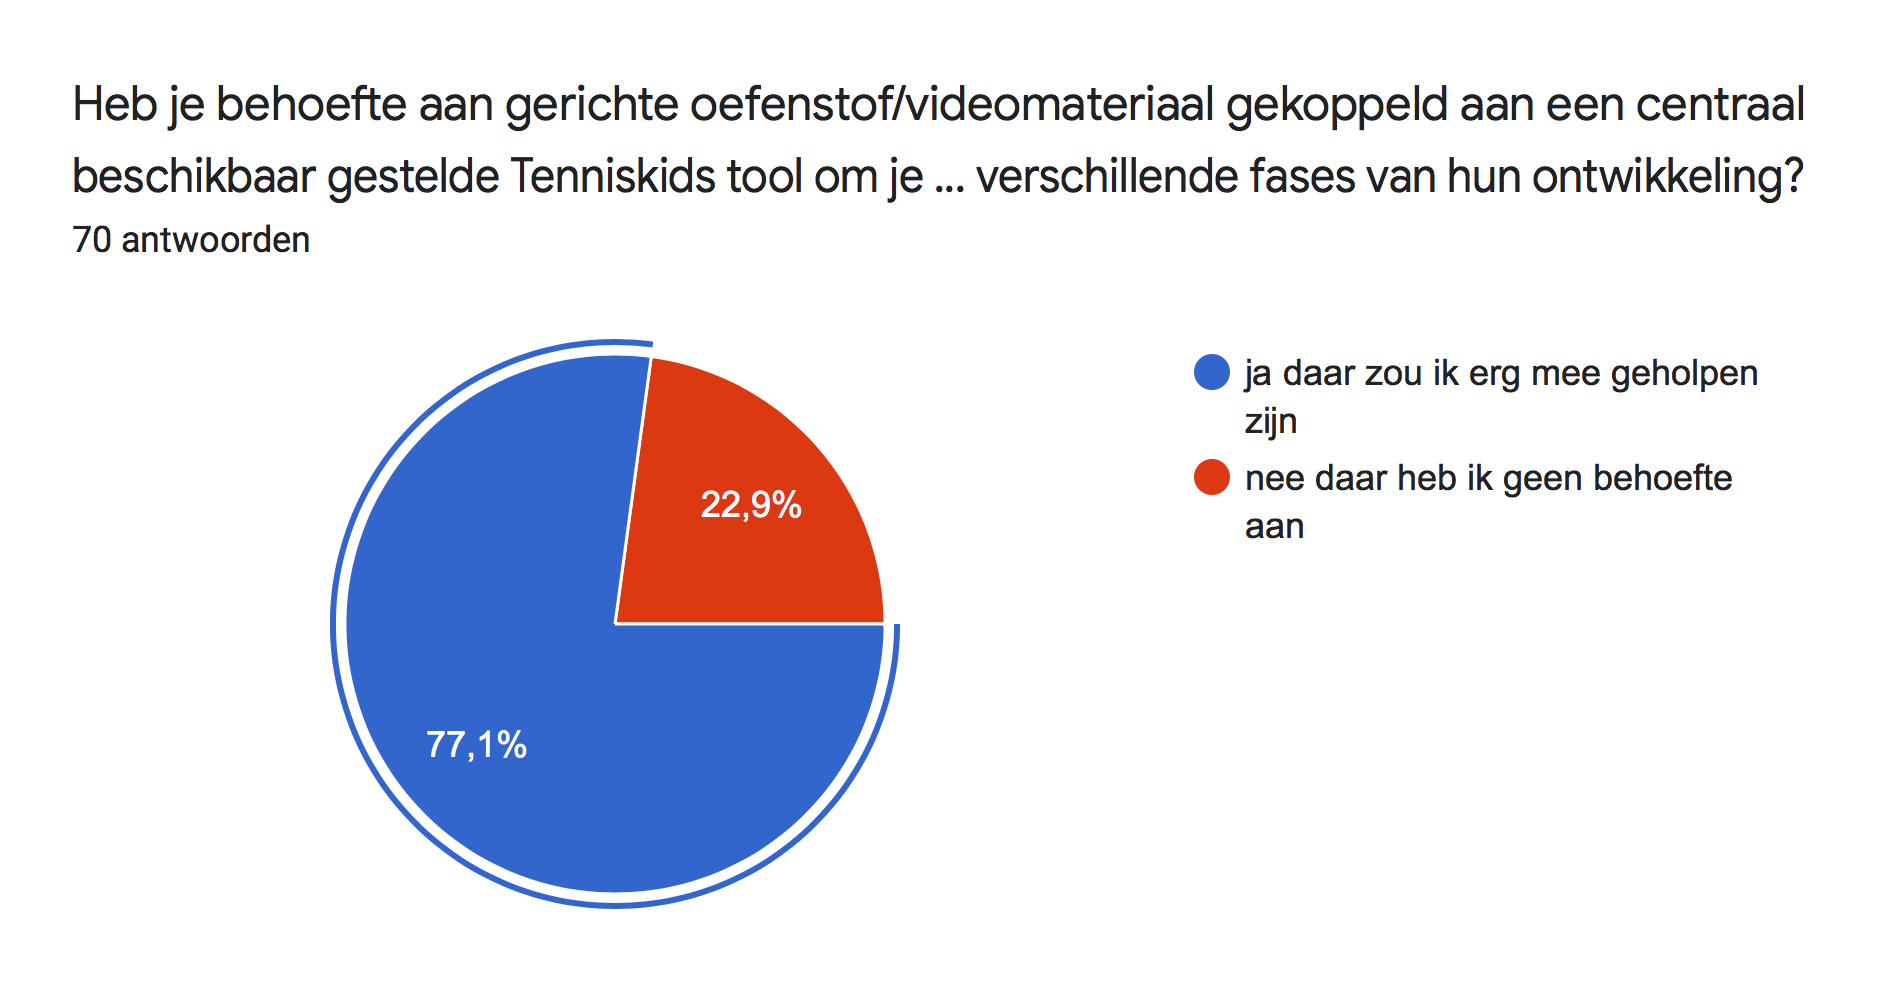 Heb je behoefte aan gerichte oefenstof/videomateriaal gekoppeld aan een centraal
beschikbaar gestelde Tenniskids tool om je ... verschillende fases van hun ontwikkeling?
70 antwoorden
ja daar zou ik erg mee geholpen
zijn
nee daar heb ik geen behoefte
aan
22,9%
77,1%